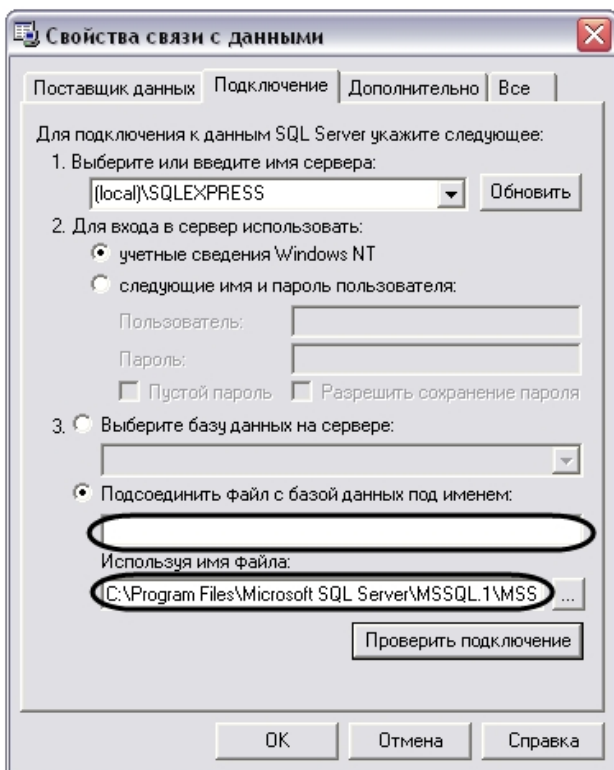 Свойства связи с данными
Поставщик данных Подключение Дополнительно Все
Для подключения к данным SQL Server укажите следующее:
1. Выберите или введите имя сервера:
(local)\SQLEXPRESS Обновить
2. Для входа в сервер использовать:
учетные сведения Windows NT
следующие имя и пароль пользователя:
Пользователь:
Пароль:
Пустой пароль Разрешить сохранение пароля
3. Выберите базу данных на сервере:
Подсоединить файл с базой данных под именем:
Используя имя файла:
C:\Program Files\Microsoft SQL Server\MSSQL.1\MSS ...
Проверить подключение
OK Отмена Справка